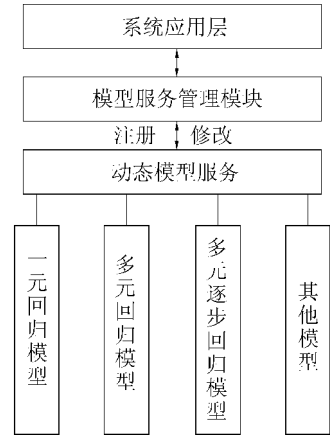 系统应用层
模型服务管理模块
注册 修改
动态模型服务
一元回归模型
多元回归模型
多元逐步回归模型
其他模型